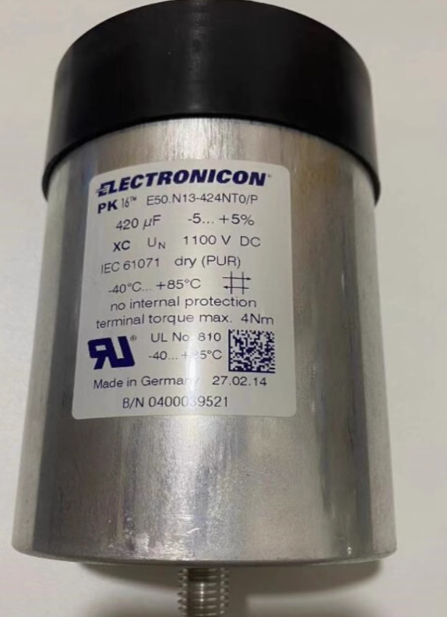 ELECTRONICON®
PK 16™ E50.N13-424NT0/P
420 µF -5... +5%
XC UN 1100 V DC
IEC 61071 dry (PUR)
-40°C... +85°C
no internal protection
terminal torque max. 4Nm
UL No. 810
-40... +85°C
Made in Germany 27.02.14
B/N 0400039521